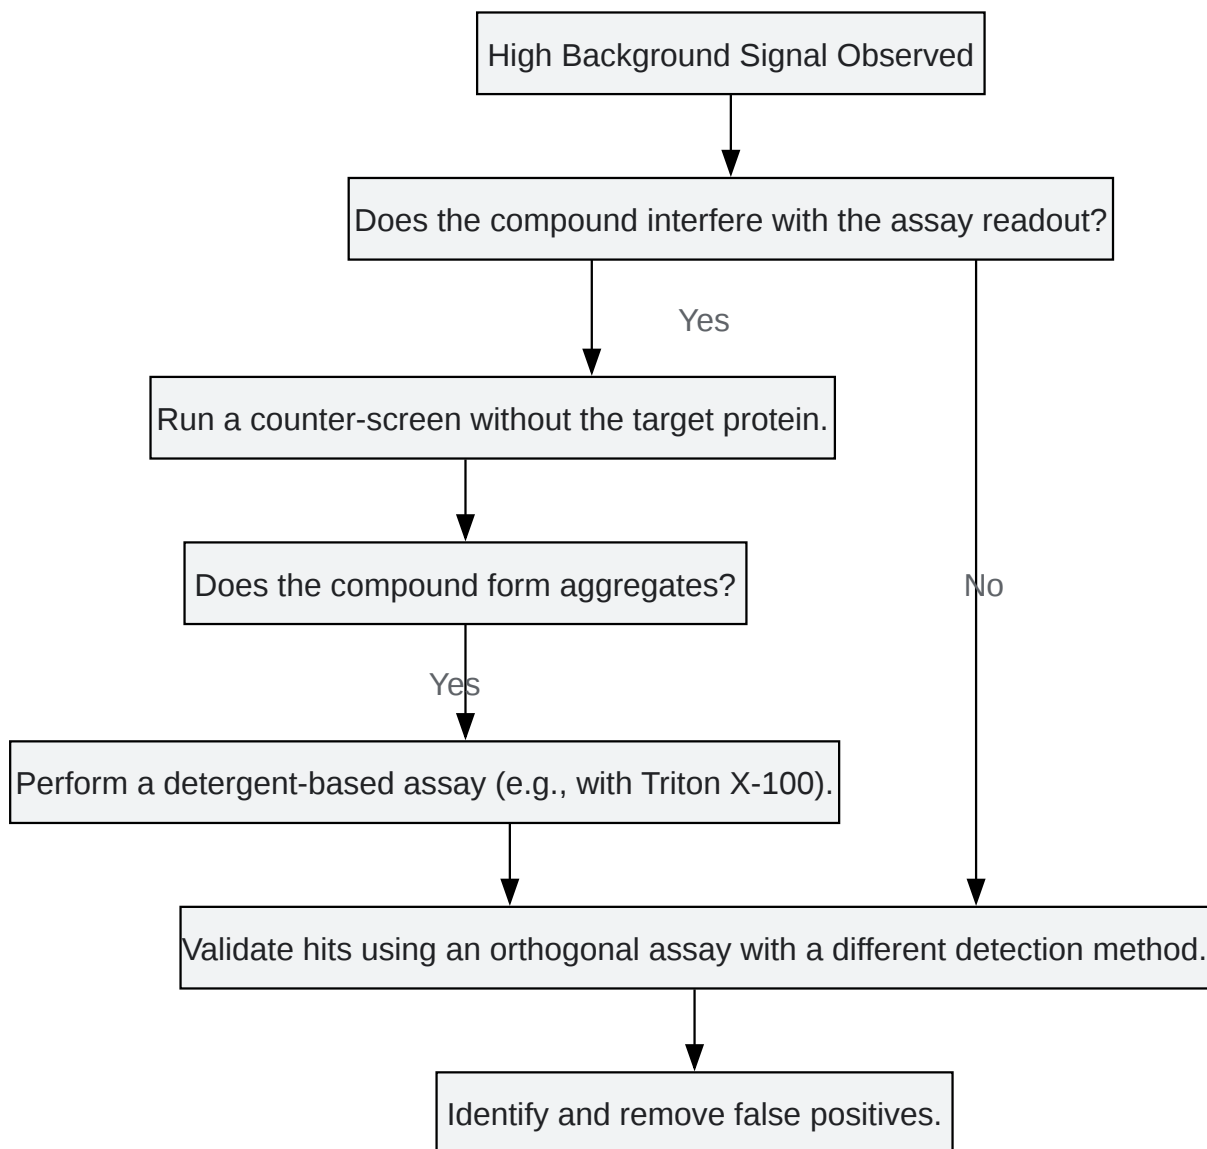 High Background Signal Observed
Does the compound interfere with the assay readout?
Yes
Run a counter-screen without the target protein.
Does the compound form aggregates?
No
Yes
Perform a detergent-based assay (e.g., with Triton X-100).
Validate hits using an orthogonal assay with a different detection method.
Identify and remove false positives.